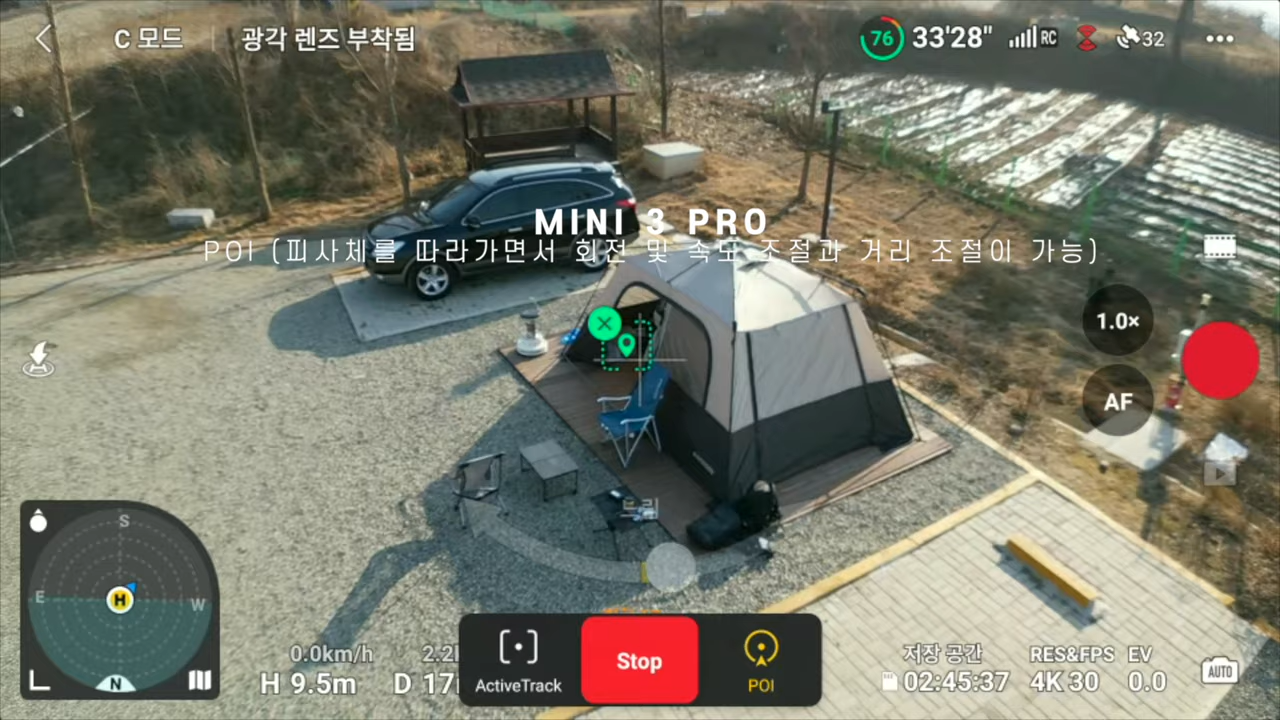 C 모드
광각 렌즈 부착됨
76
33'28"
RC
32
MINI 3 PRO
POI (피사체를 따라가면서 회전 및 속도 조절과 거리 조절이 가능)
1.0×
AF
S
E
H
W
N
L
0.0km/h
H 9.5m
ActiveTrack
Stop
POI
저장 공간
02:45:37
RES&FPS
4K 30
EV
0.0
AUTO